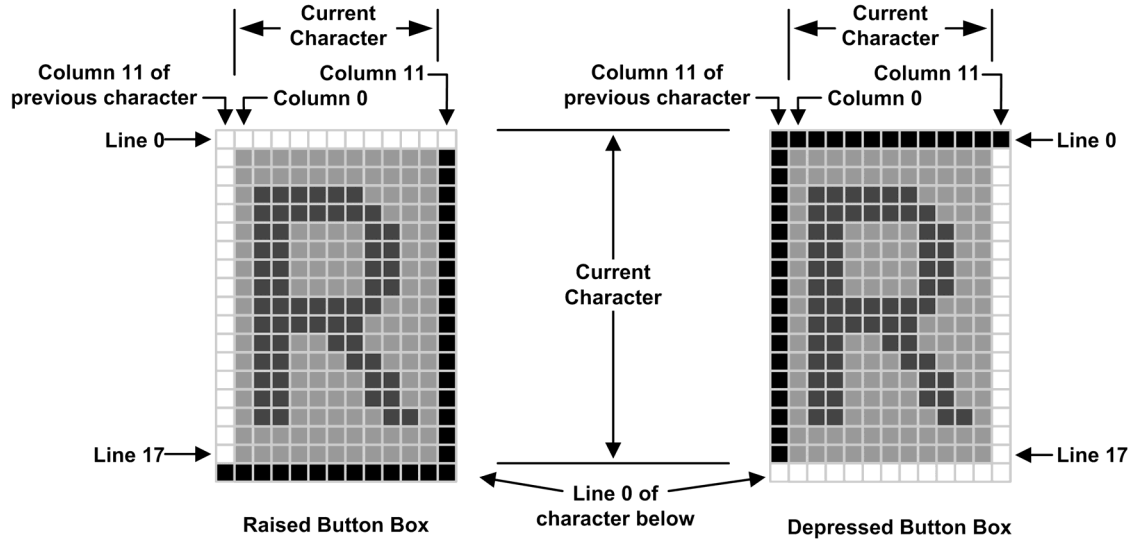 Current
Character
Current
Character
Column 11 of
previous character
Column 11
Column 0
Column 11 of
previous character
Column 11
Column 0
Line 0
Line 0
R
R
Current
Character
Line 17
Line 17
Line 0 of
character below
Raised Button Box
Depressed Button Box